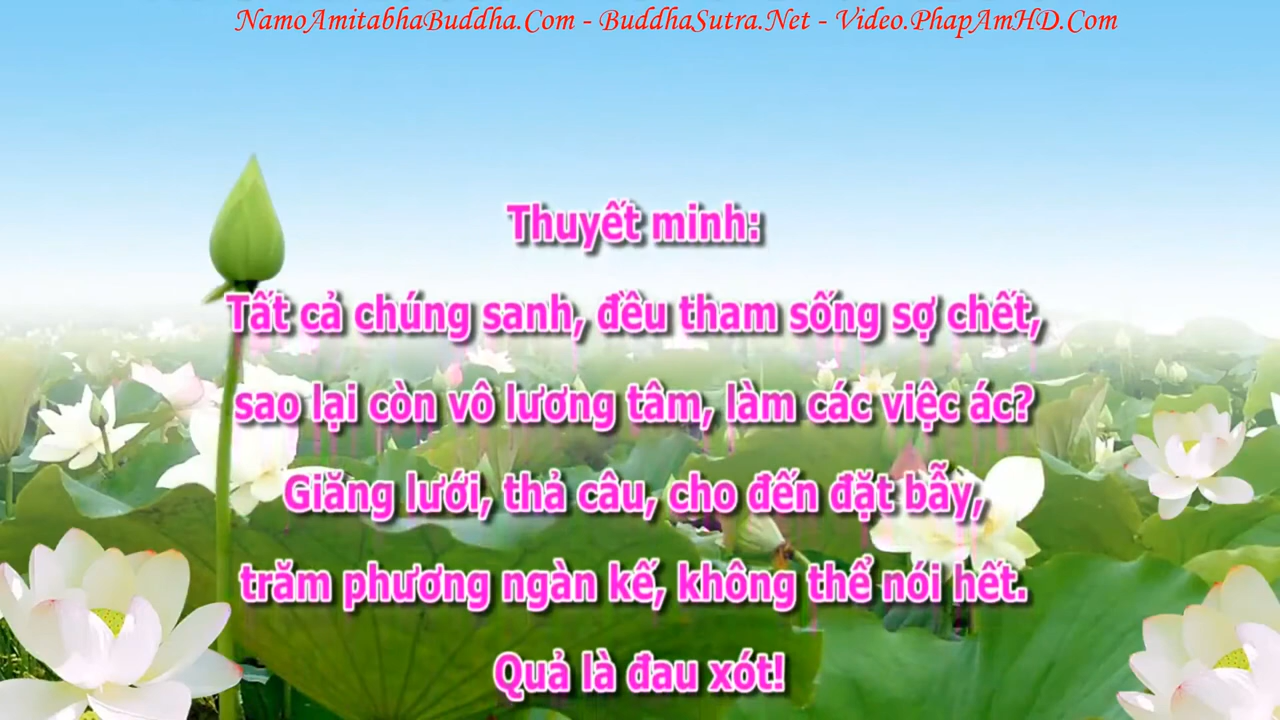 NamoAmitabhaBuddha.Com - BuddhaSutra.Net - Video.PhapAmHD.Com
Thuyết minh:
Tất cả chúng sanh, đều tham sống sợ chết,
sao lại còn vô lương tâm, làm các việc ác?
Giăng lưới, thả câu, cho đến đặt bẫy,
trăm phương ngàn kế, không thể nói hết.
Quả là đau xót!